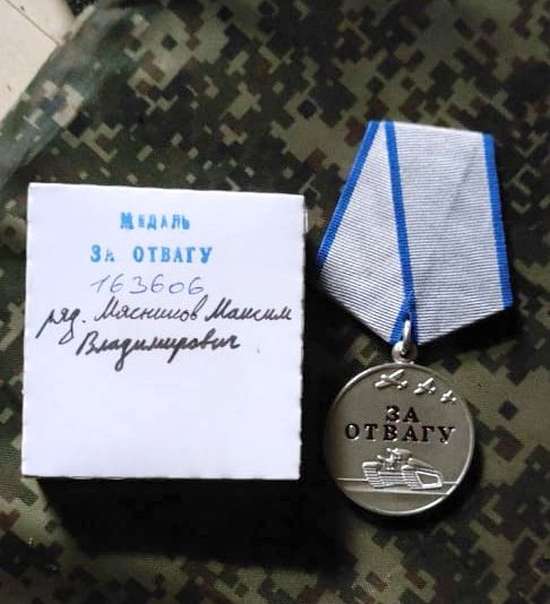 Медаль
ЗА ОТВАГУ
163606
ряд. Мясников Максим
Владимирович
ЗА
ОТВАГУ